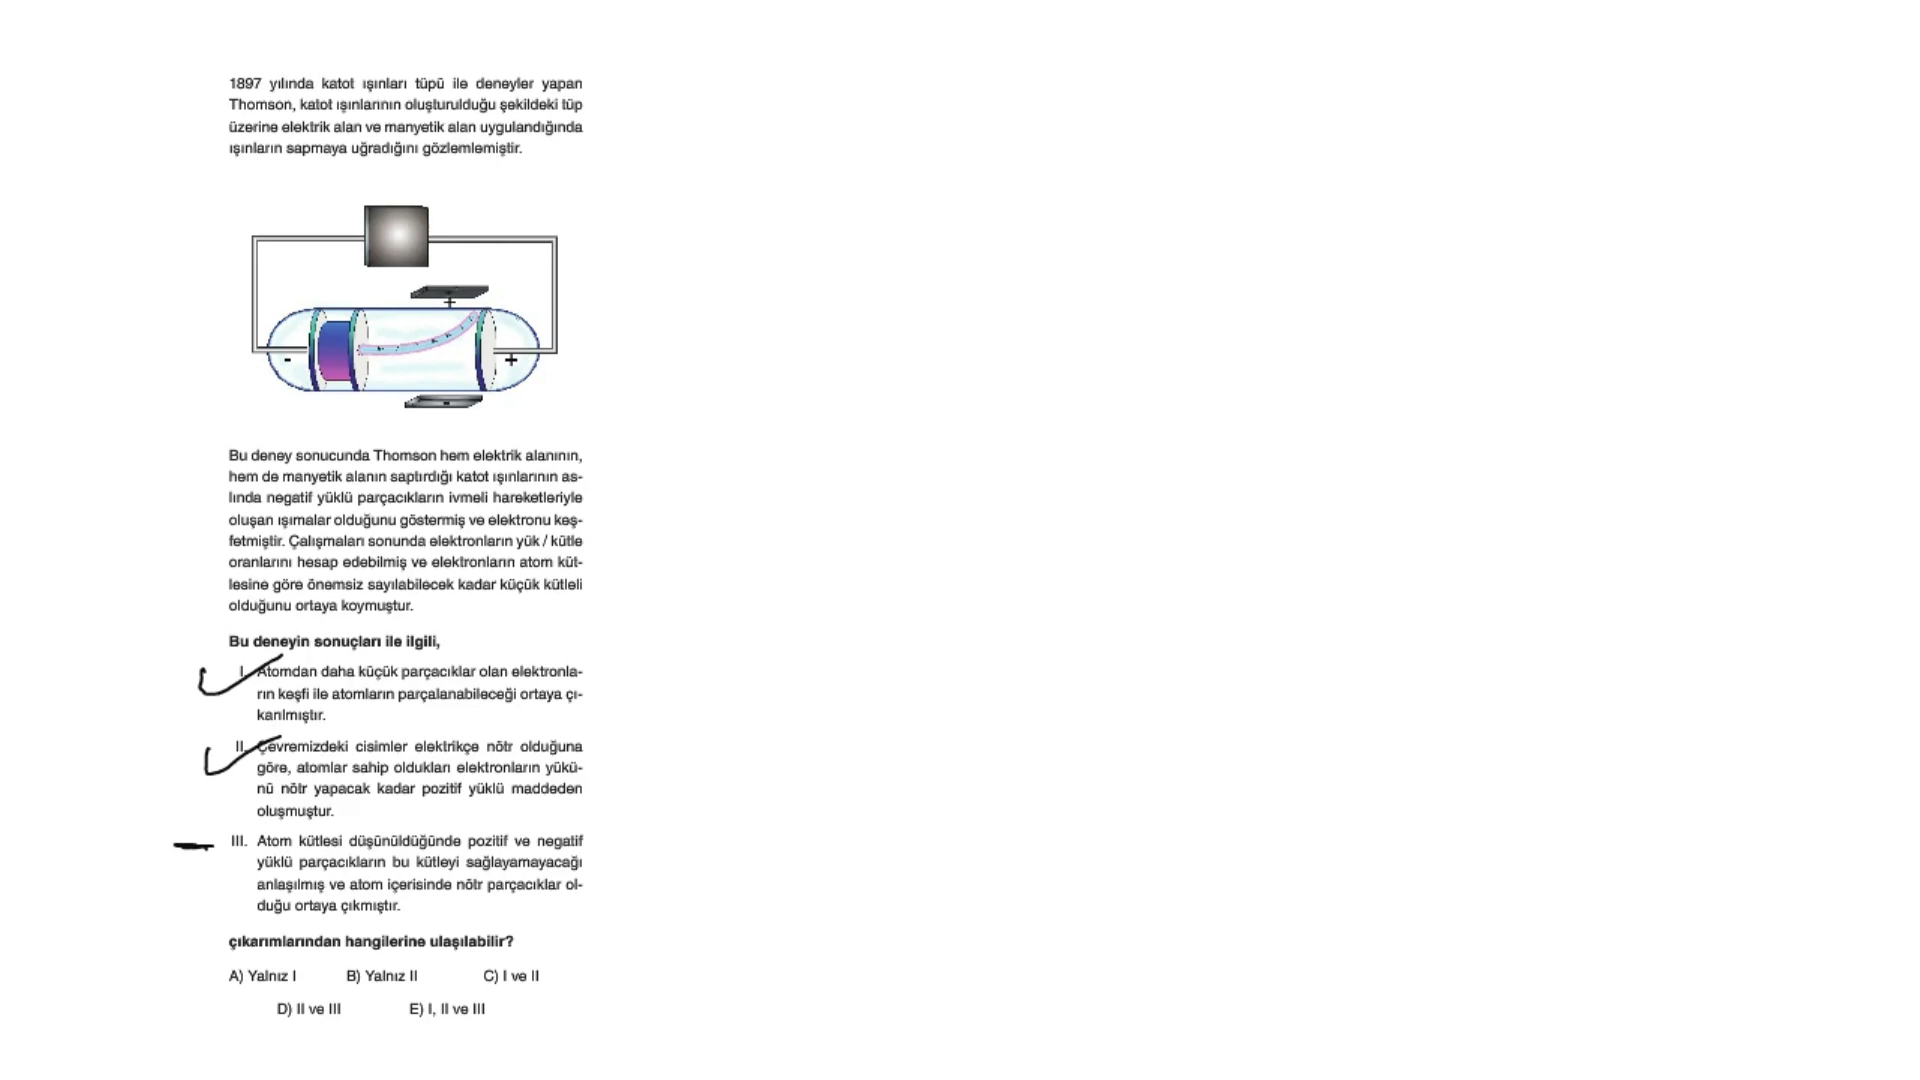 1897 yılında katot ışınları tüpü ile deneyler yapan
Thomson, katot ışınlarının oluşturulduğu şekildeki tüp
üzerine elektrik alan ve manyetik alan uygulandığında
ışınların sapmaya uğradığını gözlemlemiştir.
+
- +
-
Bu deney sonucunda Thomson hem elektrik alanının,
hem de manyetik alanın saptırdığı katot ışınlarının as-
lında negatif yüklü parçacıkların ivmeli hareketleriyle
oluşan ışımalar olduğunu göstermiş ve elektronu keş-
fetmiştir. Çalışmaları sonunda elektronların yük / kütle
oranlarını hesap edebilmiş ve elektronların atom küt-
lesine göre önemsiz sayılabilecek kadar küçük kütleli
olduğunu ortaya koymuştur.
Bu deneyin sonuçları ile ilgili,
I. Atomdan daha küçük parçacıklar olan elektronla-
rın keşfi ile atomların parçalanabileceği ortaya çı-
karılmıştır.
II. Çevremizdeki cisimler elektrikçe nötr olduğuna
göre, atomlar sahip oldukları elektronların yükü-
nü nötr yapacak kadar pozitif yüklü maddeden
oluşmuştur.
III. Atom kütlesi düşünüldüğünde pozitif ve negatif
yüklü parçacıkların bu kütleyi sağlayamayacağı
anlaşılmış ve atom içerisinde nötr parçacıklar ol-
duğu ortaya çıkmıştır.
çıkarımlarından hangilerine ulaşılabilir?
A) Yalnız I B) Yalnız II C) I ve II
D) II ve III E) I, II ve III